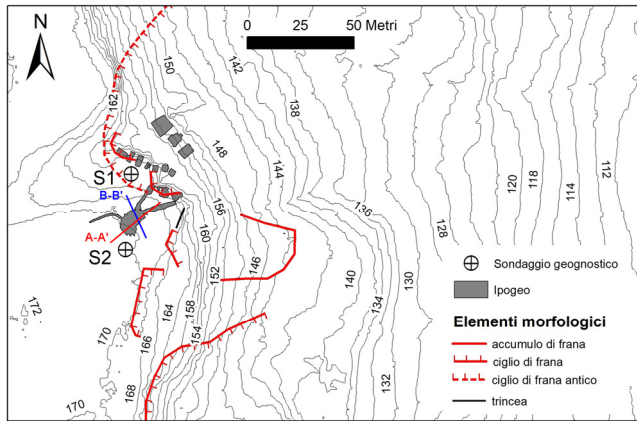 N
0 25 50 Metri
150
142
138
162
148
144
S1
B-B'
A-A'
S2
156
160
136
120
118
114
112
128
152
146
140
130
134
172
164
158
154
170
166
168
132
170
Sondaggio geognostico
Ipogeo
Elementi morfologici
accumulo di frana
ciglio di frana
ciglio di frana antico
trincea